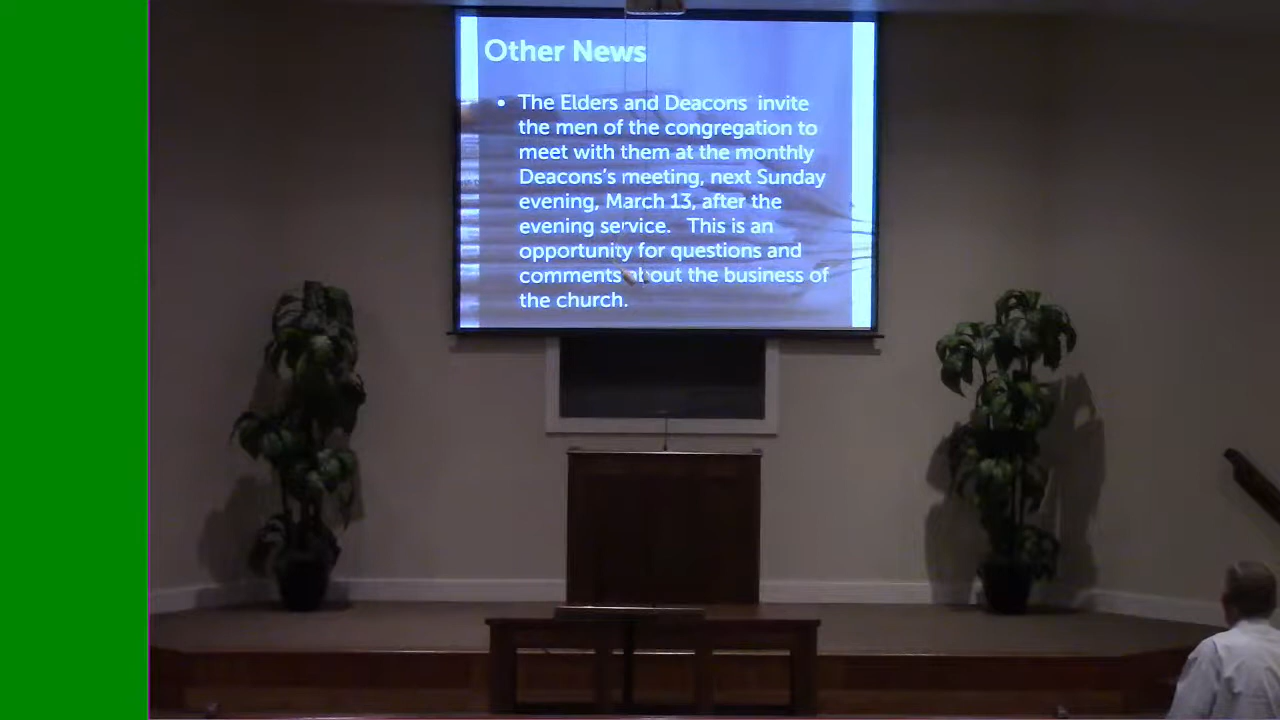 Other News
• The Elders and Deacons  invite
the men of the congregation to
meet with them at the monthly
Deacons's meeting, next Sunday
evening, March 13, after the
evening service.   This is an
opportunity for questions and
comments about the business of
the church.